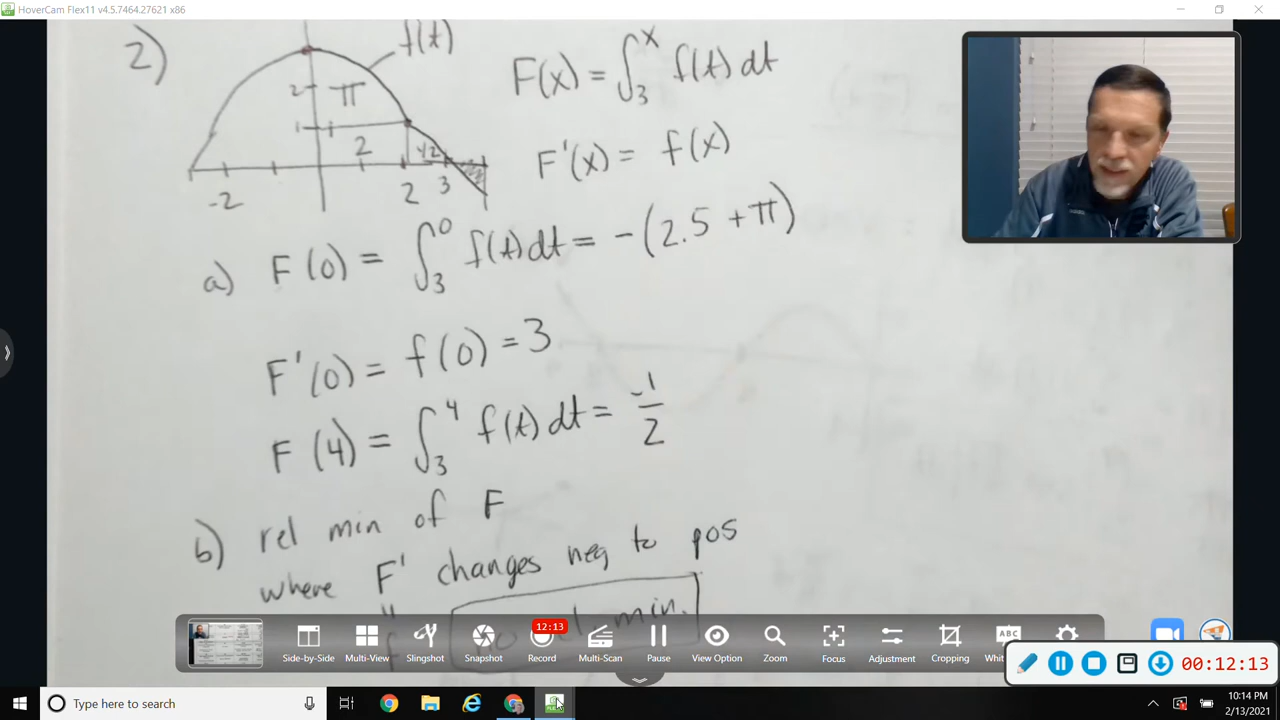 HoverCam Flex11 v4.5.7464.27621 x86
2)
f(t)
2
π
1
2
1/2
-2
2
3
F(x) = ∫₃ˣ f(t) dt
F'(x) = f(x)
a) F(0) = ∫₃⁰ f(t)dt = -(2.5 + π)
F'(0) = f(0) = 3
F(4) = ∫₃⁴ f(t) dt = -1/2
b) rel min of F
where F' changes neg to pos
min.
12:13
Side-by-Side
Multi-View
Slingshot
Snapshot
Record
Multi-Scan
Pause
View Option
Zoom
Focus
Adjustment
Cropping
ABC
Whit
00:12:13
Type here to search
10:14 PM
2/13/2021